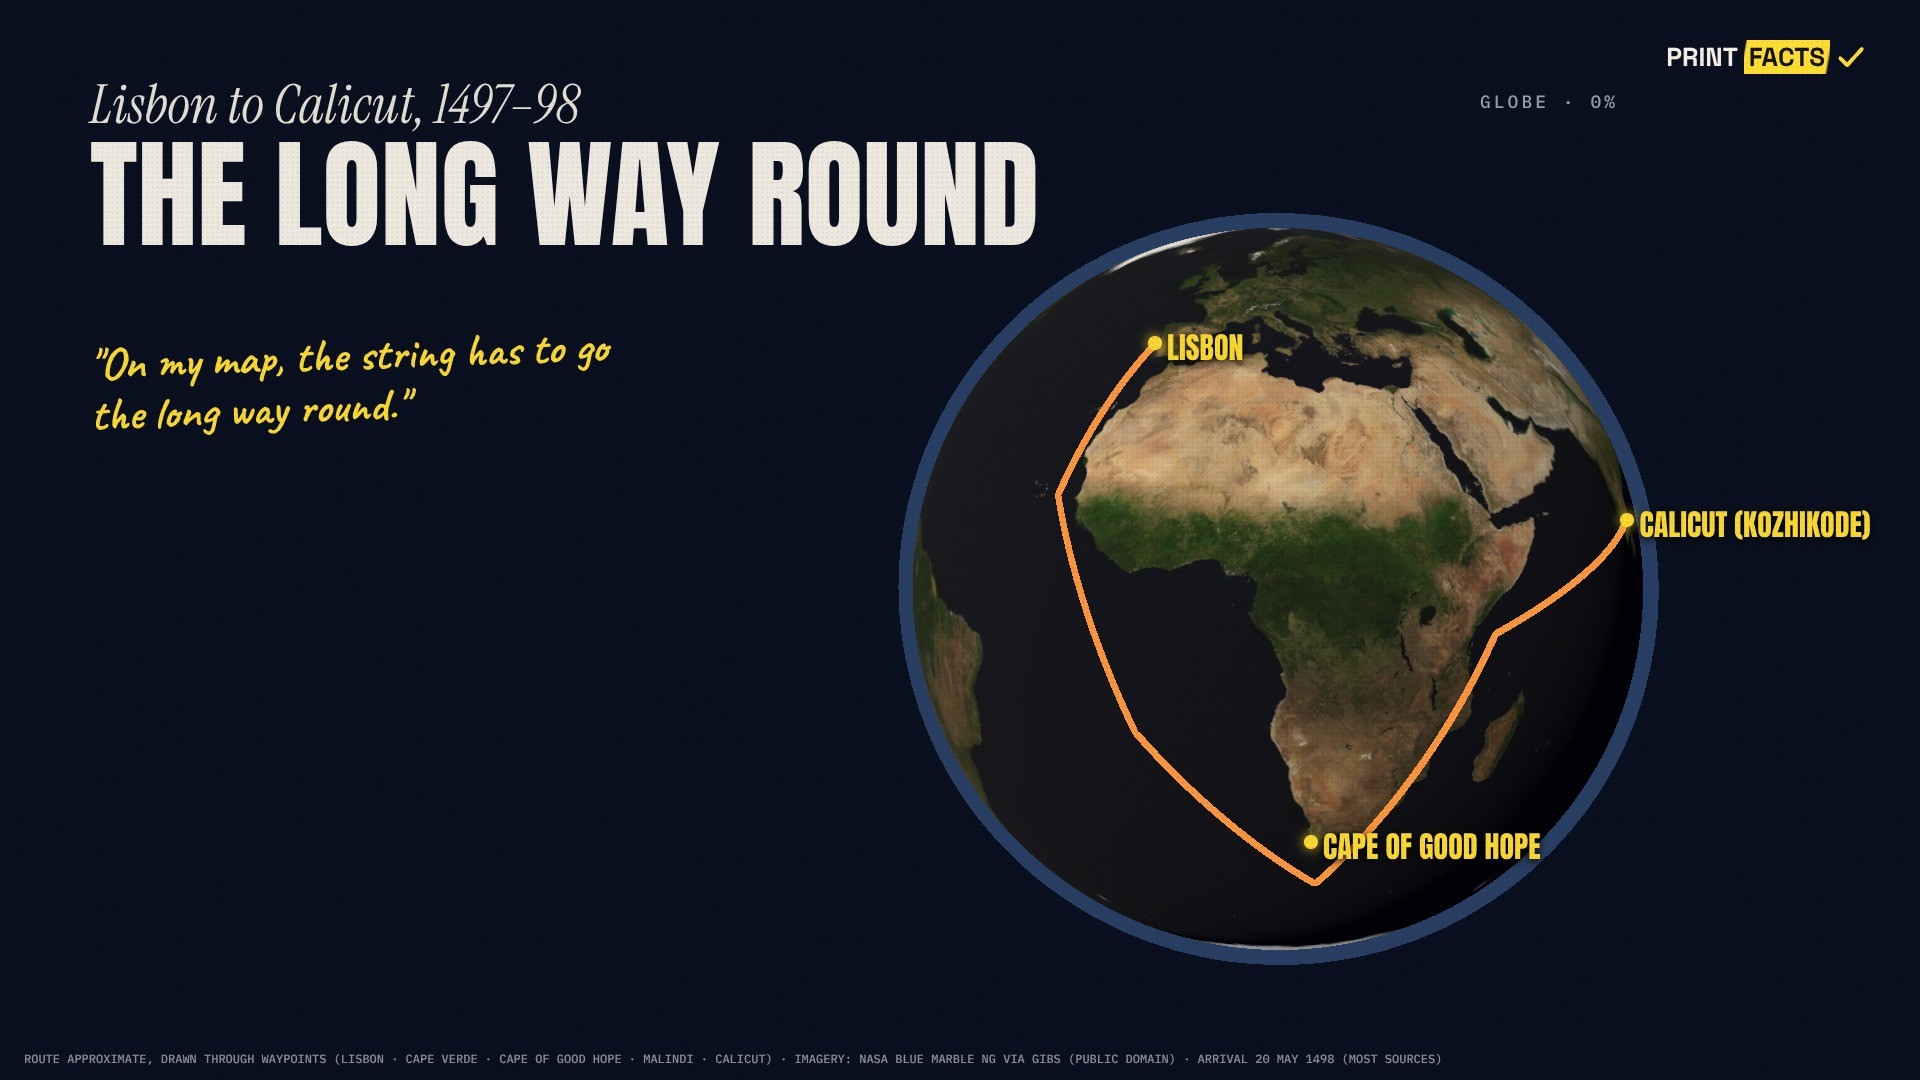 PRINT FACTS
Lisbon to Calicut, 1497–98
GLOBE · 0%
THE LONG WAY ROUND
"On my map, the string has to go
the long way round."
LISBON
CALICUT (KOZHIKODE)
CAPE OF GOOD HOPE
ROUTE APPROXIMATE, DRAWN THROUGH WAYPOINTS (LISBON · CAPE VERDE · CAPE OF GOOD HOPE · MALINDI · CALICUT) · IMAGERY: NASA BLUE MARBLE NG VIA GIBS (PUBLIC DOMAIN) · ARRIVAL 20 MAY 1498 (MOST SOURCES)